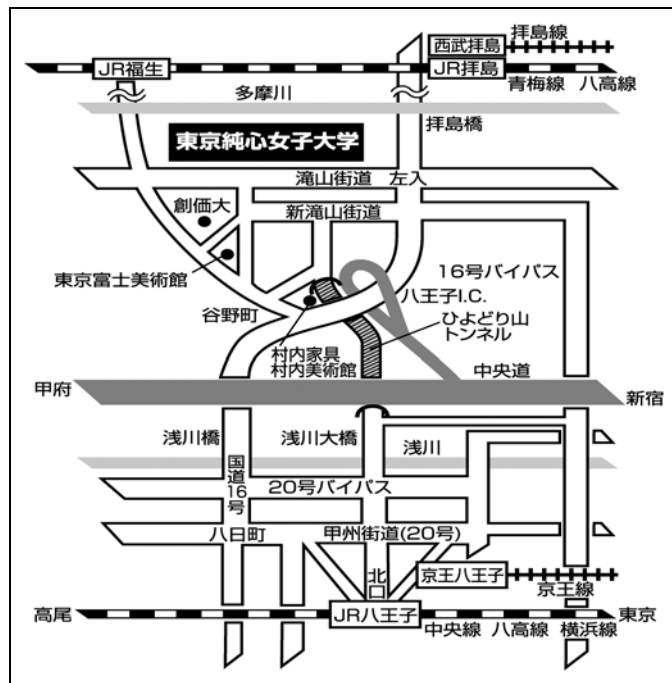 拝島線
西武拝島
JR福生
JR拝島
青梅線 八高線
多摩川
拝島橋
東京純心女子大学
滝山街道 左入
創価大
新滝山街道
東京富士美術館
16号バイパス
八王子I.C.
谷野町
ひよどり山
トンネル
村内家具
村内美術館
中央道
甲府
新宿
浅川橋
浅川大橋
浅川
国道16号
20号バイパス
八日町
甲州街道(20号)
北口
京王八王子
京王線
高尾
JR八王子
東京
中央線 八高線 横浜線